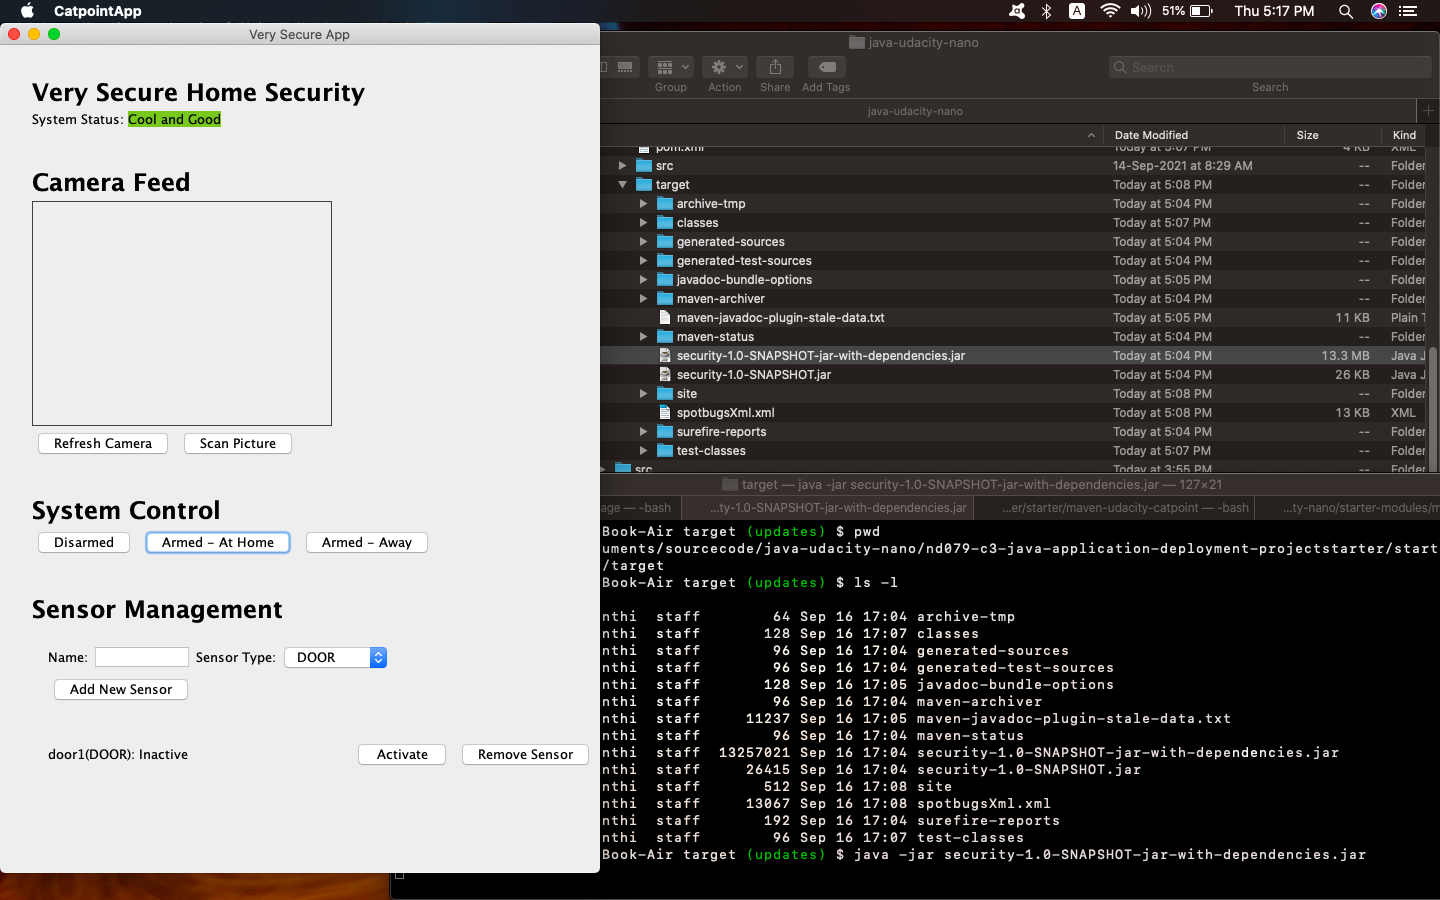 CatpointApp
A
51%
Thu 5:17 PM
Very Secure App
Very Secure Home Security
System Status: Cool and Good
Camera Feed
Refresh Camera
Scan Picture
System Control
Disarmed
Armed - At Home
Armed - Away
Sensor Management
Name:
Sensor Type:
DOOR
Add New Sensor
door1(DOOR): Inactive
Activate
Remove Sensor
java-udacity-nano
Search
Group
Action
Share
Add Tags
Search
java-udacity-nano
Date Modified Size Kind
pom.xml Today at 5:07 PM 4 KB XML
src 14-Sep-2021 at 8:29 AM -- Folder
target Today at 5:08 PM -- Folder
archive-tmp Today at 5:04 PM -- Folder
classes Today at 5:07 PM -- Folder
generated-sources Today at 5:04 PM -- Folder
generated-test-sources Today at 5:04 PM -- Folder
javadoc-bundle-options Today at 5:05 PM -- Folder
maven-archiver Today at 5:04 PM -- Folder
maven-javadoc-plugin-stale-data.txt Today at 5:05 PM 11 KB Plain T
maven-status Today at 5:04 PM -- Folder
security-1.0-SNAPSHOT-jar-with-dependencies.jar Today at 5:04 PM 13.3 MB Java J
security-1.0-SNAPSHOT.jar Today at 5:04 PM 26 KB Java J
site Today at 5:08 PM -- Folder
spotbugsXml.xml Today at 5:08 PM 13 KB XML
surefire-reports Today at 5:04 PM -- Folder
test-classes Today at 5:07 PM -- Folder
src Today at 3:55 PM -- Folder
target — java -jar security-1.0-SNAPSHOT-jar-with-dependencies.jar — 127×21
age — -bash
...ty-1.0-SNAPSHOT-jar-with-dependencies.jar
...er/starter/maven-udacity-catpoint — -bash
...ty-nano/starter-modules/m
Book-Air target (updates) $ pwd
uments/sourcecode/java-udacity-nano/nd079-c3-java-application-deployment-projectstarter/start
/target
Book-Air target (updates) $ ls -l
nthi staff 64 Sep 16 17:04 archive-tmp
nthi staff 128 Sep 16 17:07 classes
nthi staff 96 Sep 16 17:04 generated-sources
nthi staff 96 Sep 16 17:04 generated-test-sources
nthi staff 128 Sep 16 17:05 javadoc-bundle-options
nthi staff 96 Sep 16 17:04 maven-archiver
nthi staff 11237 Sep 16 17:05 maven-javadoc-plugin-stale-data.txt
nthi staff 96 Sep 16 17:04 maven-status
nthi staff 13257021 Sep 16 17:04 security-1.0-SNAPSHOT-jar-with-dependencies.jar
nthi staff 26415 Sep 16 17:04 security-1.0-SNAPSHOT.jar
nthi staff 512 Sep 16 17:08 site
nthi staff 13067 Sep 16 17:08 spotbugsXml.xml
nthi staff 192 Sep 16 17:04 surefire-reports
nthi staff 96 Sep 16 17:07 test-classes
Book-Air target (updates) $ java -jar security-1.0-SNAPSHOT-jar-with-dependencies.jar